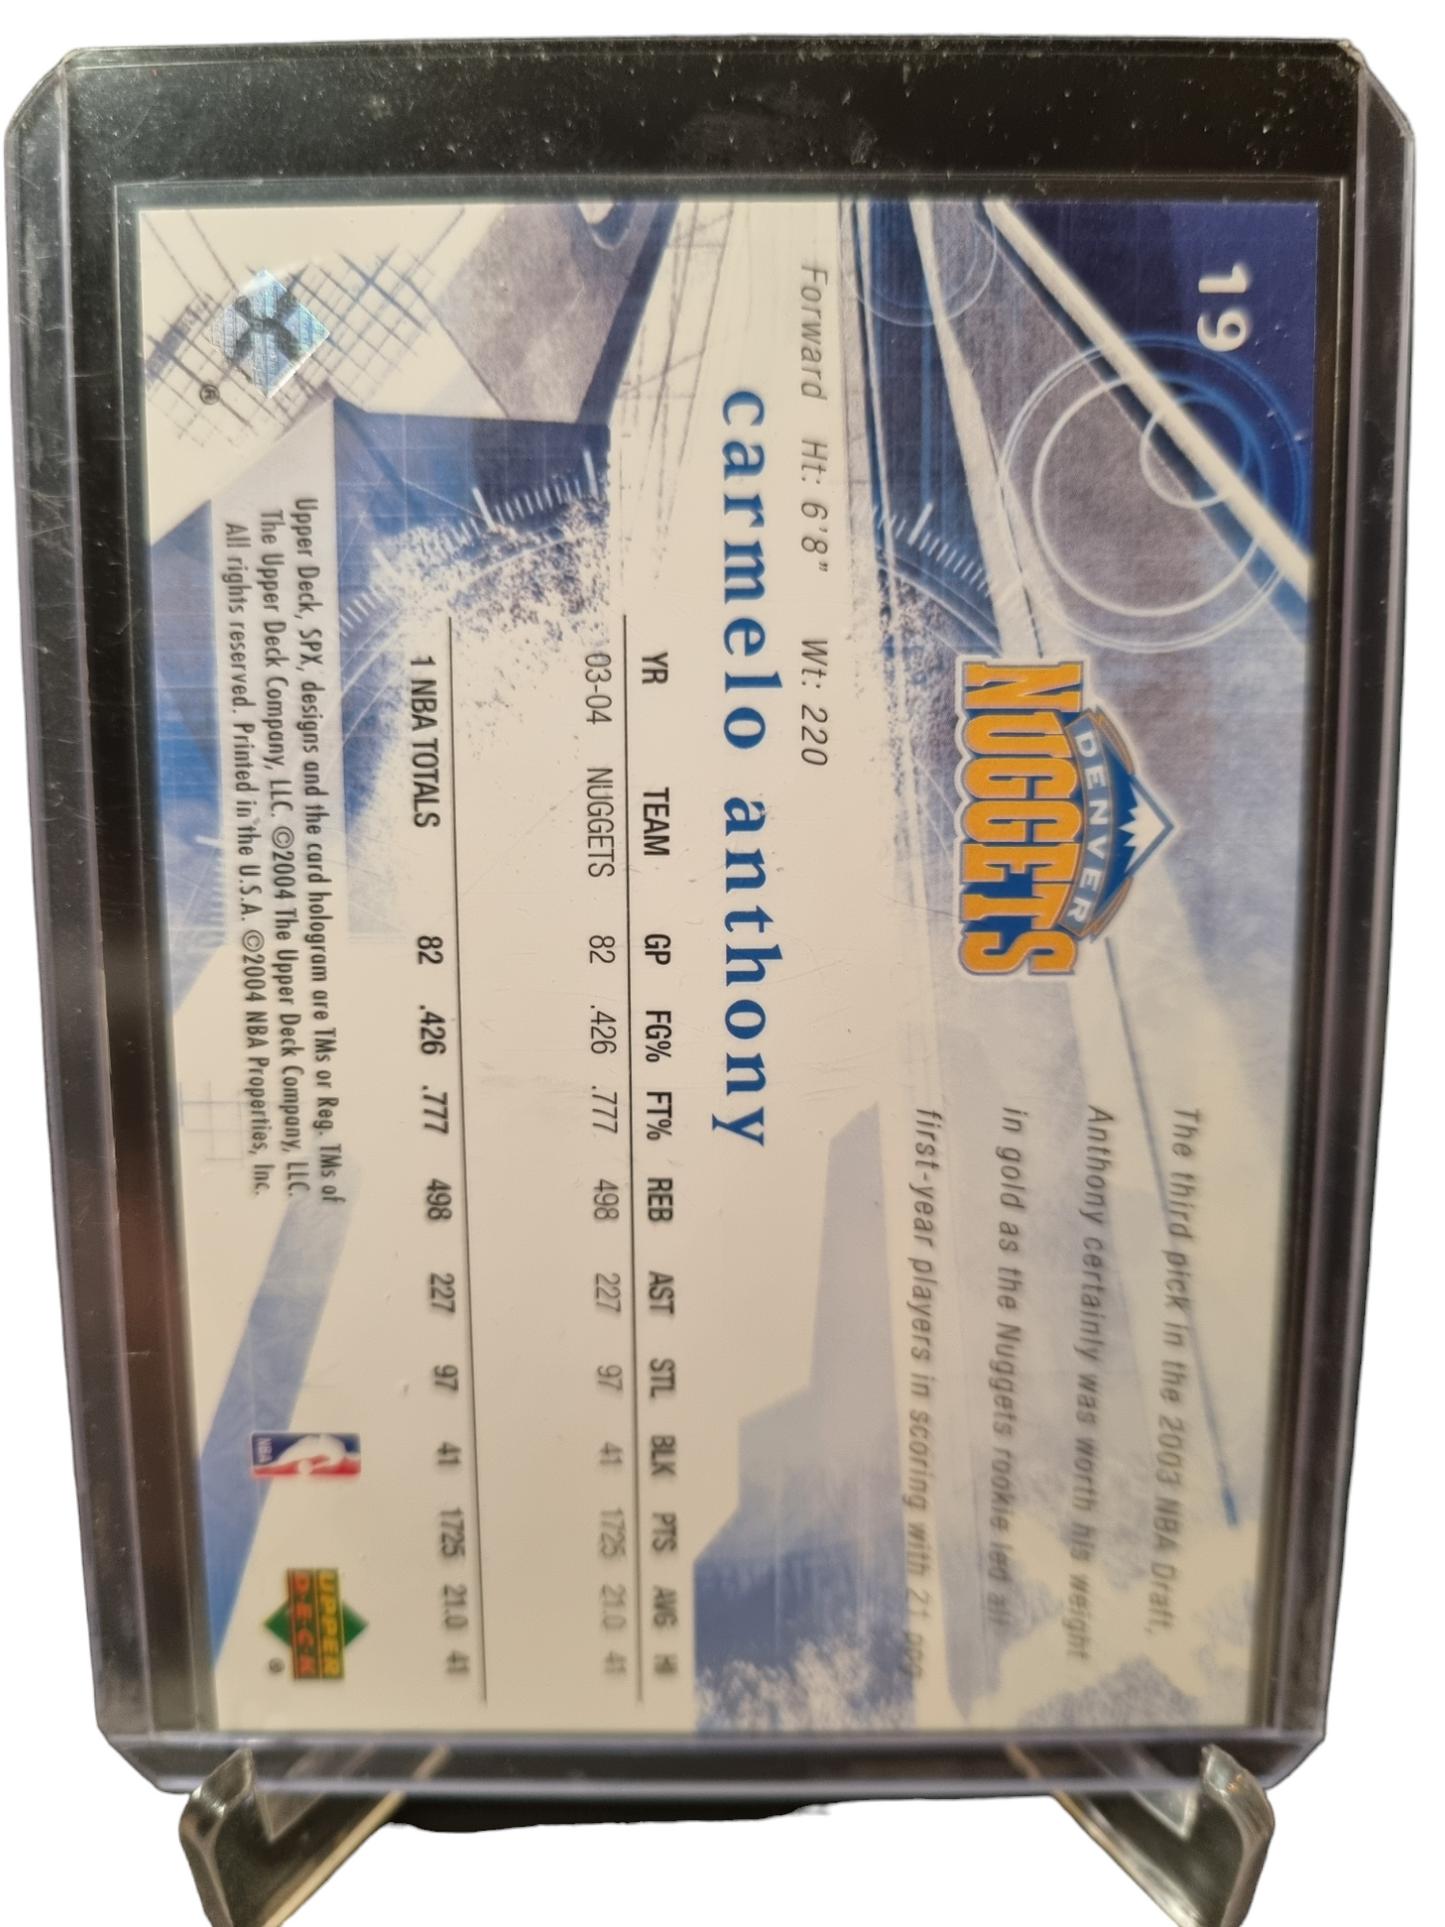 19
DENVER
NUGGETS
The third pick in the 2003 NBA Draft,
Anthony certainly was worth his weight
in gold as the Nuggets rookie led all
first-year players in scoring with 21 ppg
Forward Ht: 6'8" Wt: 220
carmelo anthony
YR TEAM GP FG% FT% REB AST STL BLK PTS AVG HI
03-04 NUGGETS 82 .426 .777 498 227 97 41 1725 21.0 41
1 NBA TOTALS 82 .426 .777 498 227 97 41 1725 21.0 41
Upper Deck, SPX, designs and the card hologram are TMs or Reg. TMs of
The Upper Deck Company, LLC. ©2004 The Upper Deck Company, LLC.
All rights reserved. Printed in the U.S.A. ©2004 NBA Properties, Inc.
®
NBA
UPPER
D·E·C·K
®